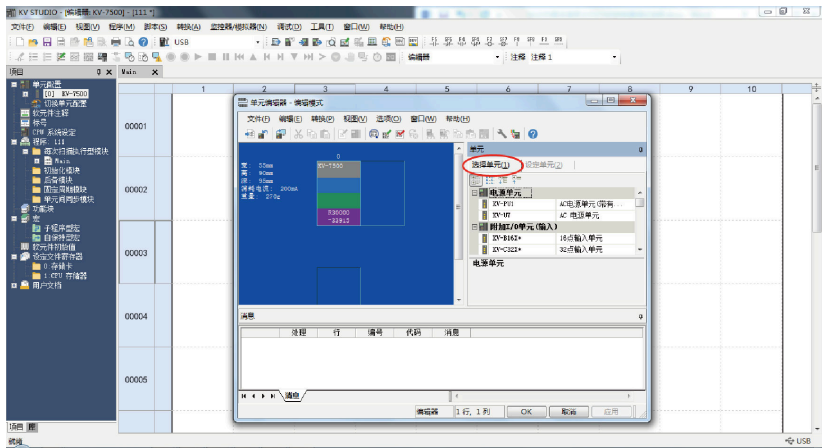 KV STUDIO - [编辑器: KV-7500] - [111 *]
文件(F) 编辑(E) 视图(V) 程序(M) 脚本(S) 转换(A) 监控器/模拟器(N) 调试(D) 工具(T) 窗口(W) 帮助(H)
USB
编辑器 注释 注释1
项目 Main
单元配置
[0] KV-7500
切换单元配置
软元件注释
标号
CPU 系统设定
程序: 111
每次扫描执行型模块
Main
初始化模块
后备模块
固定周期模块
单元间同步模块
功能块
宏
子程序型宏
自保持型宏
软元件初始值
设定文件寄存器
0:存储卡
1:CPU 存储器
用户文档
1 2 3 4 5 6 7 8 9 10
00001
00002
00003
00004
00005
单元编辑器 - 编辑模式
文件(F) 编辑(E) 转换(P) 视图(V) 选项(O) 窗口(W) 帮助(H)
宽: 55mm
高: 90mm
深: 95mm
消耗电流: 200mA
重量: 270g
0
KV-7500
R30000
-33915
单元
选择单元(1) 设定单元(2)
电源单元
KV-PU1 AC电源单元(带有...
KV-U7 AC 电源单元
附加I/O单元(输入)
KV-B16X* 16点输入单元
KV-C32X* 32点输入单元
电源单元
消息
处理 行 编号 代码 消息
消息
编辑器 1 行, 1 列 OK 取消 应用
项目 库
就绪 USB